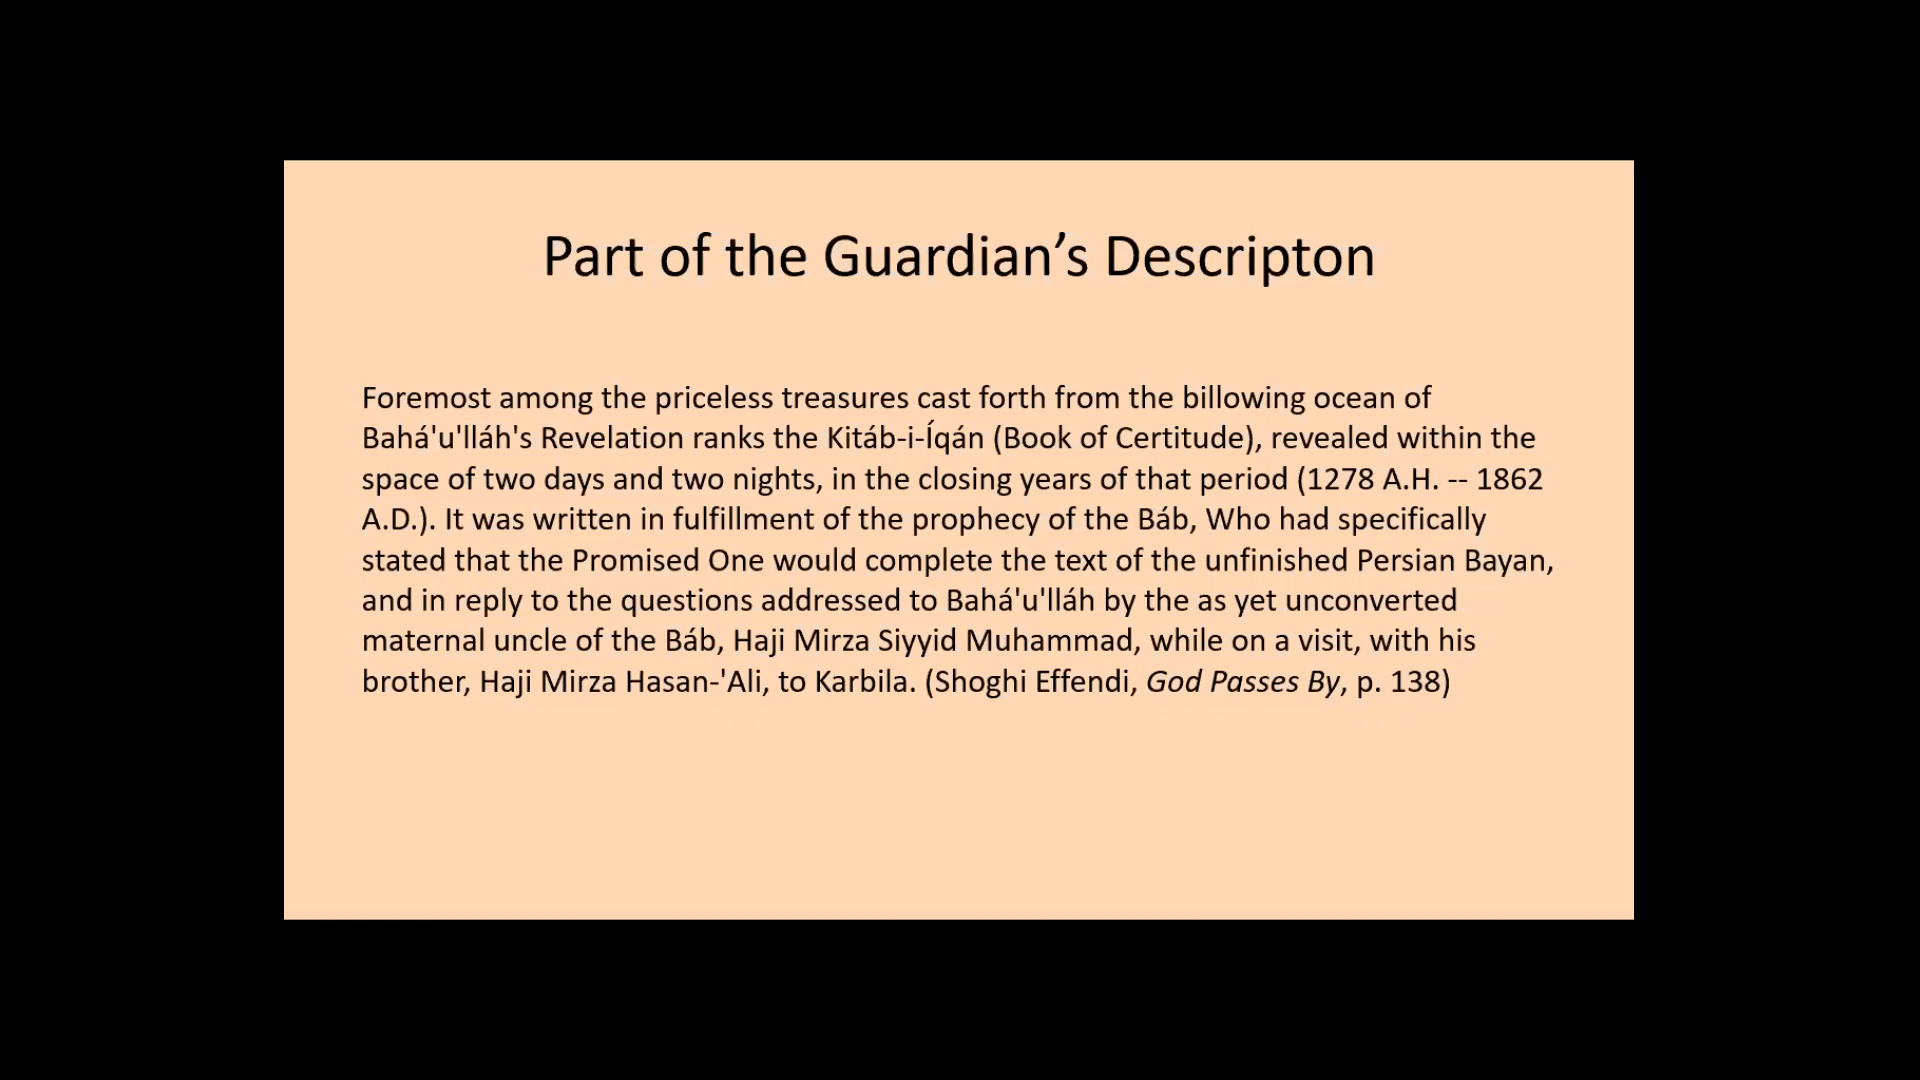 Part of the Guardian’s Descripton
Foremost among the priceless treasures cast forth from the billowing ocean of
Bahá'u'lláh's Revelation ranks the Kitáb-i-Íqán (Book of Certitude), revealed within the
space of two days and two nights, in the closing years of that period (1278 A.H. -- 1862
A.D.). It was written in fulfillment of the prophecy of the Báb, Who had specifically
stated that the Promised One would complete the text of the unfinished Persian Bayan,
and in reply to the questions addressed to Bahá'u'lláh by the as yet unconverted
maternal uncle of the Báb, Haji Mirza Siyyid Muhammad, while on a visit, with his
brother, Haji Mirza Hasan-'Ali, to Karbila. (Shoghi Effendi, God Passes By, p. 138)